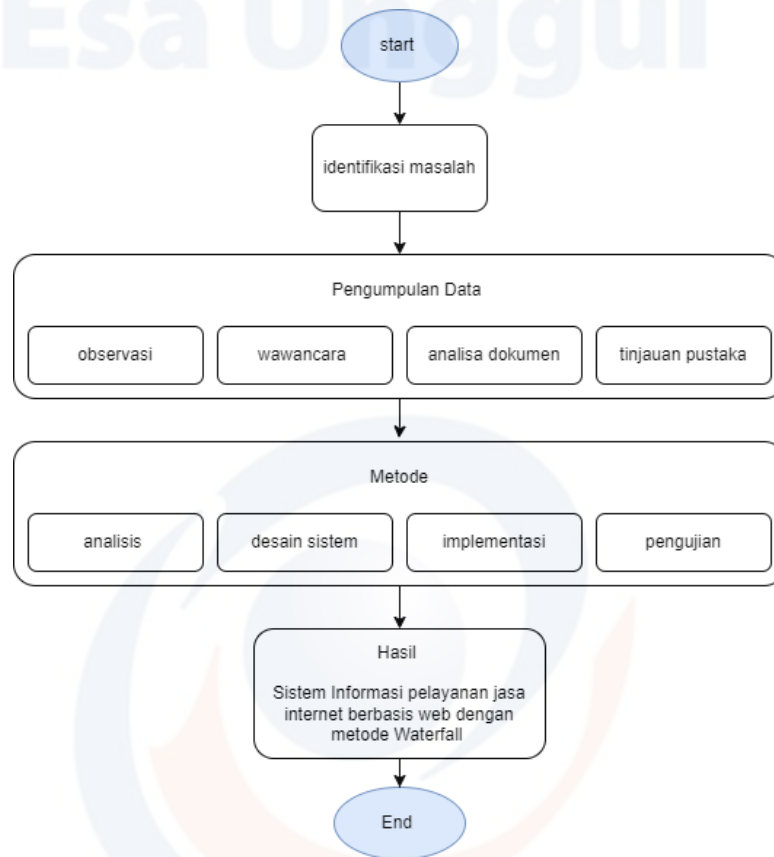 Esa Unggul
start
identifikasi masalah
Pengumpulan Data
observasi
wawancara
analisa dokumen
tinjauan pustaka
Metode
analisis
desain sistem
implementasi
pengujian
Hasil
Sistem Informasi pelayanan jasa
internet berbasis web dengan
metode Waterfall
End